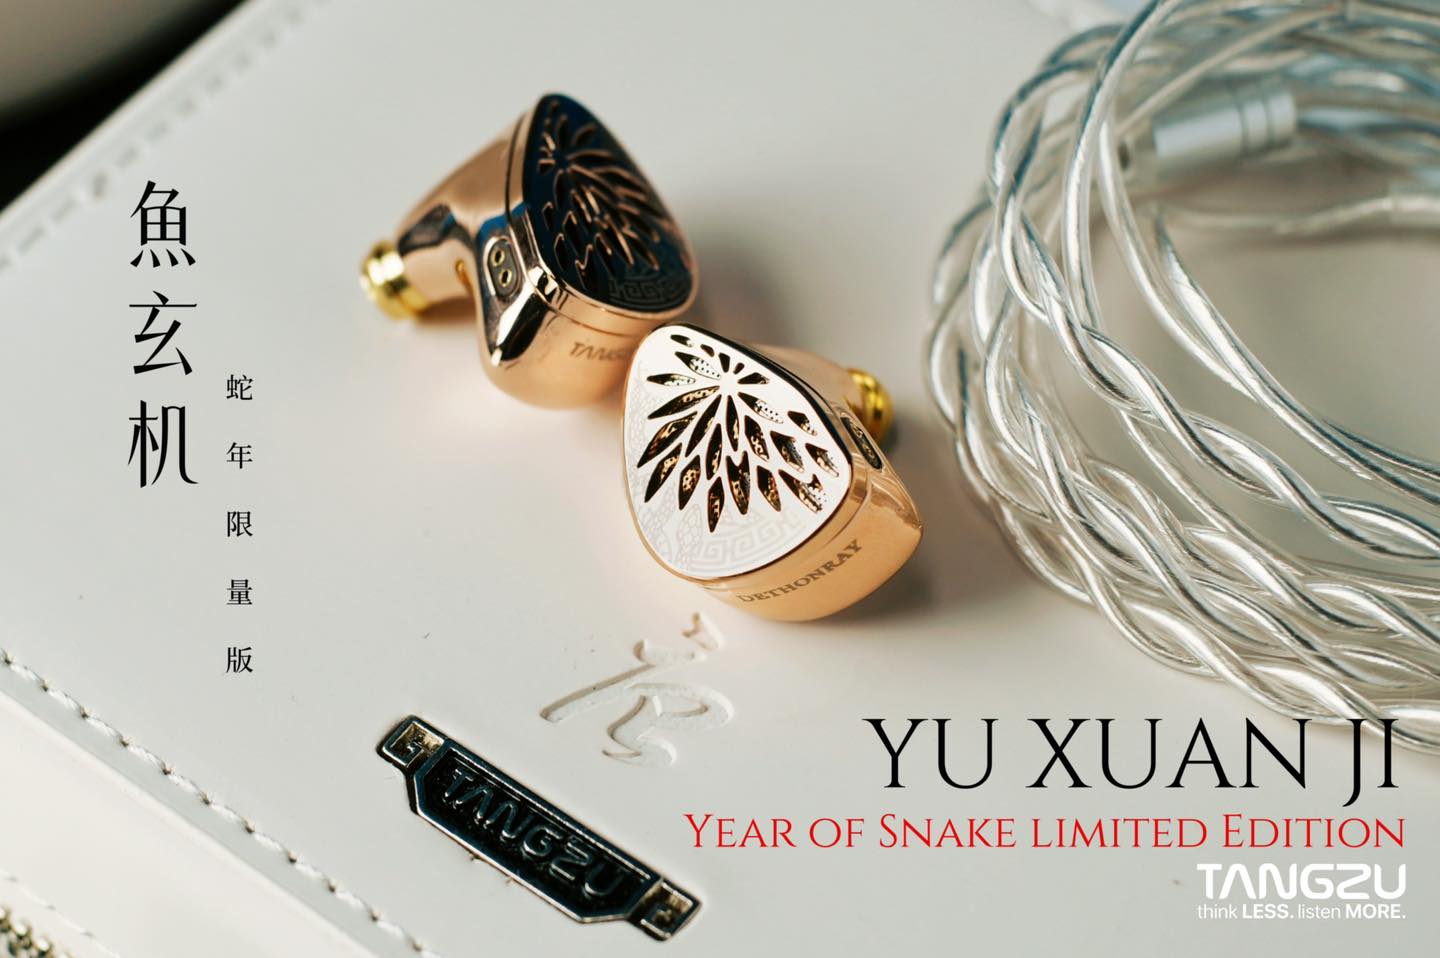 魚玄机
蛇年限量版
TANGZU
DETHONRAY
TANGZU
YU XUAN JI
YEAR OF SNAKE LIMITED EDITION
TANGZU
think LESS. listen MORE.